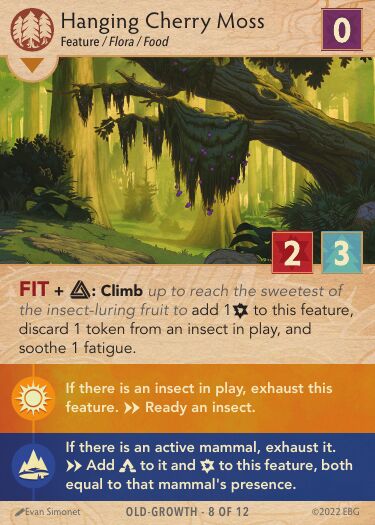 Hanging Cherry Moss
0
Feature / Flora / Food
2 3
FIT + : Climb up to reach the sweetest of
the insect-luring fruit to add 1 to this feature,
discard 1 token from an insect in play, and
soothe 1 fatigue.
If there is an insect in play, exhaust this
feature. >> Ready an insect.
If there is an active mammal, exhaust it.
>> Add to it and to this feature, both
equal to that mammal's presence.
Evan Simonet
OLD-GROWTH - 8 OF 12
©2022 EBG